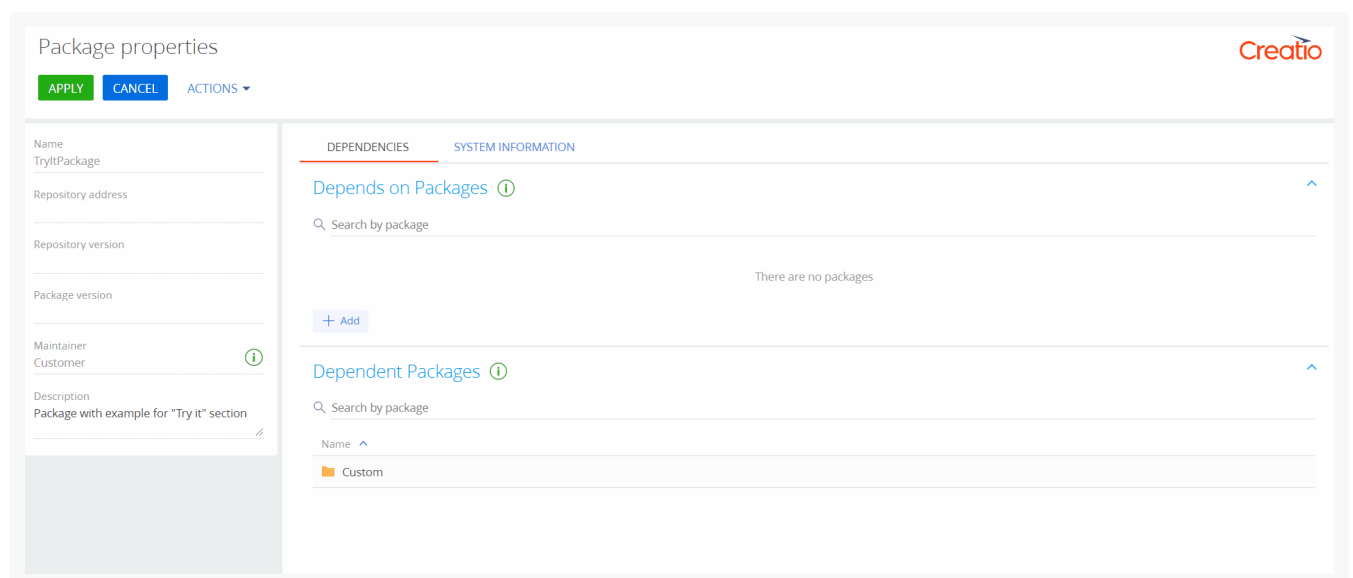 Package properties
Creatio
APPLY
CANCEL
ACTIONS
Name
TryItPackage
Repository address
Repository version
Package version
Maintainer
Customer
Description
Package with example for "Try it" section
DEPENDENCIES
SYSTEM INFORMATION
Depends on Packages
Search by package
There are no packages
+ Add
Dependent Packages
Search by package
Name
Custom